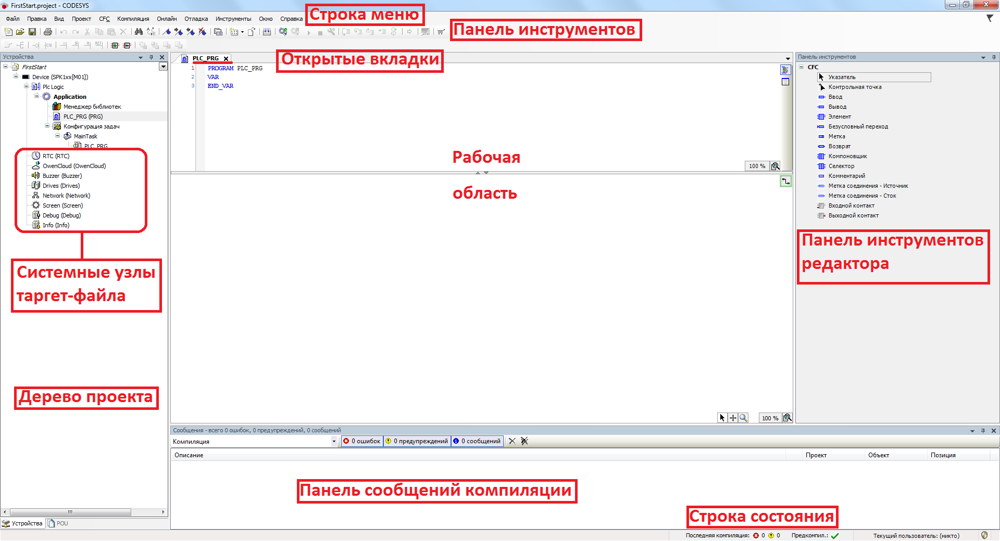 FirstStart.project - CODESYS
Файл Правка Вид Проект CFC Компиляция Онлайн Отладка Инструменты Окно Справка
Строка меню
Панель инструментов
Устройства
FirstStart
Device (SPK1xx[M01])
Plc Logic
Application
Менеджер библиотек
PLC_PRG (PRG)
Конфигурация задач
MainTask
PLC_PRG
RTC (RTC)
OwenCloud (OwenCloud)
Buzzer (Buzzer)
Drives (Drives)
Network (Network)
Screen (Screen)
Debug (Debug)
Info (Info)
Системные узлы
таргет-файла
Дерево проекта
Устройства POU
PLC_PRG
Открытые вкладки
1 PROGRAM PLC_PRG
2 VAR
3 END_VAR
100 %
Рабочая
область
100 %
Панель инструментов
CFC
Указатель
Контрольная точка
Ввод
Вывод
Элемент
Безусловный переход
Метка
Возврат
Компоновщик
Селектор
Комментарий
Метка соединения - Источник
Метка соединения - Сток
Входной контакт
Выходной контакт
Панель инструментов
редактора
Сообщения - всего 0 ошибок, 0 предупреждений, 0 сообщений
Компиляция 0 ошибок 0 предупреждений 0 сообщений
Описание Проект Объект Позиция
Панель сообщений компиляции
Строка состояния
Последняя компиляция: 0 0 Предкомпил.: Текущий пользователь: (никто)